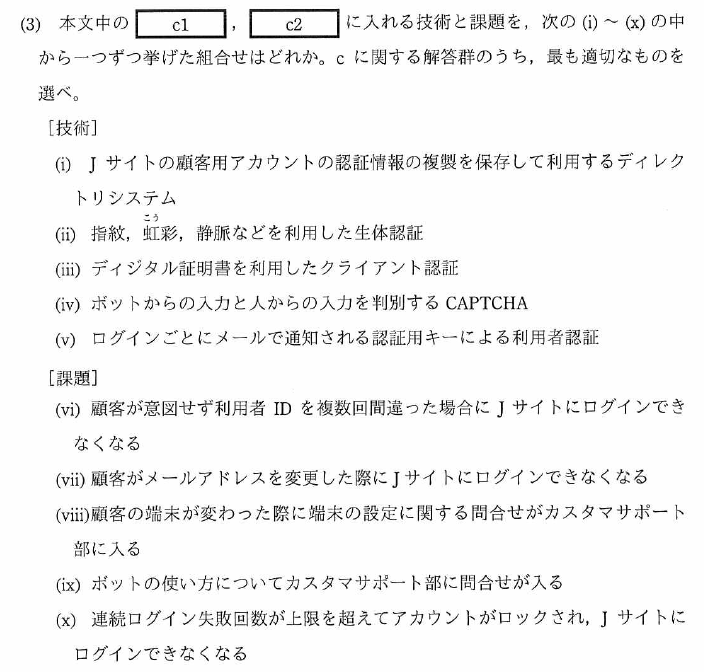 (3) 本文中の c1 , c2 に入れる技術と課題を，次の (i) ～ (x) の中
から一つずつ挙げた組合せはどれか。c に関する解答群のうち，最も適切なものを
選べ。
［技術］
(i) J サイトの顧客用アカウントの認証情報の複製を保存して利用するディレク
トリシステム
こう
(ii) 指紋，虹彩，静脈などを利用した生体認証
(iii) ディジタル証明書を利用したクライアント認証
(iv) ボットからの入力と人からの入力を判別する CAPTCHA
(v) ログインごとにメールで通知される認証用キーによる利用者認証
［課題］
(vi) 顧客が意図せず利用者 ID を複数回間違った場合に J サイトにログインでき
なくなる
(vii) 顧客がメールアドレスを変更した際に J サイトにログインできなくなる
(viii)顧客の端末が変わった際に端末の設定に関する問合せがカスタマサポート
部に入る
(ix) ボットの使い方についてカスタマサポート部に問合せが入る
(x) 連続ログイン失敗回数が上限を超えてアカウントがロックされ，J サイトに
ログインできなくなる